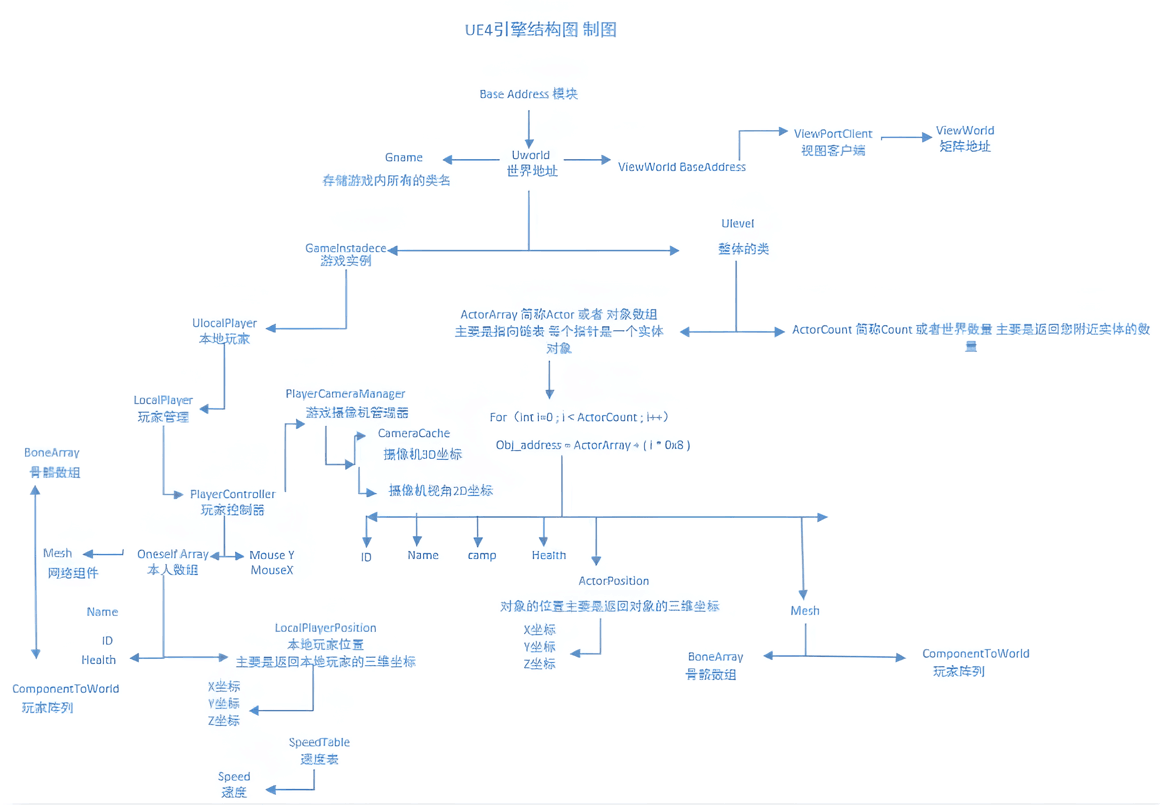 UE4引擎结构图 制图
Base Address 模块
Gname
存储游戏内所有的类名
Uworld
世界地址
ViewWorld BaseAddress
ViewPortClient
视图客户端
ViewWorld
矩阵地址
GameInstadece
游戏实例
Ulevel
整体的类
UlocalPlayer
本地玩家
ActorArray 简称Actor 或者 对象数组
主要是指向链表 每个指针是一个实体
对象
ActorCount 简称Count 或者世界数量 主要是返回您附近实体的数
量
LocalPlayer
玩家管理
PlayerCameraManager
游戏摄像机管理器
CameraCache
摄像机3D坐标
摄像机视角2D坐标
For（int i=0 ; i < ActorCount ; i++）
Obj_address = ActorArray + ( i * 0x8 )
BoneArray
骨骼数组
PlayerController
玩家控制器
Mesh
网络组件
Oneself Array
本人数组
Mouse Y
MouseX
ID
Name
camp
Health
ActorPosition
对象的位置主要是返回对象的三维坐标
X坐标
Y坐标
Z坐标
Mesh
BoneArray
骨骼数组
ComponentToWorld
玩家阵列
Name
ID
Health
LocalPlayerPosition
本地玩家位置
主要是返回本地玩家的三维坐标
ComponentToWorld
玩家阵列
X坐标
Y坐标
Z坐标
SpeedTable
速度表
Speed
速度